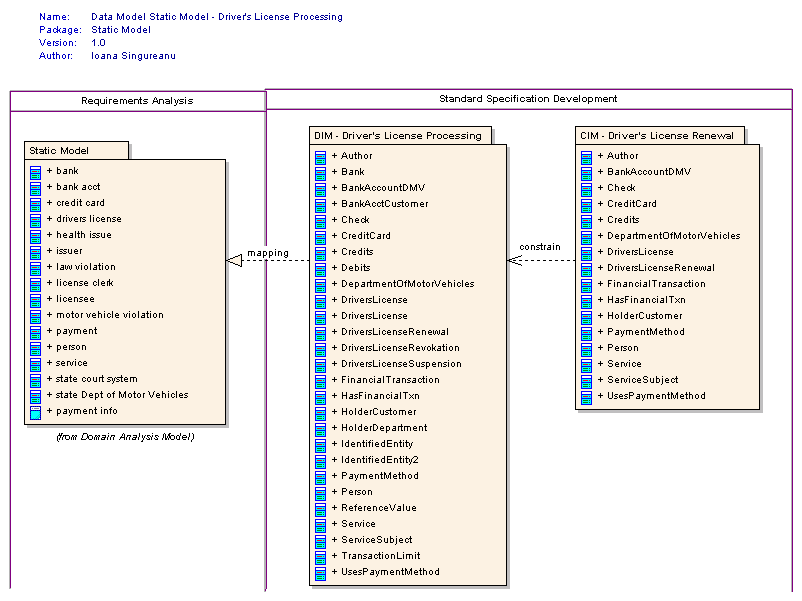 Name: Data Model Static Model - Driver's License Processing
Package: Static Model
Version: 1.0
Author: Ioana Singureanu
Requirements Analysis
Standard Specification Development
Static Model
+ bank
+ bank acct
+ credit card
+ drivers license
+ health issue
+ issuer
+ law violation
+ license clerk
+ licensee
+ motor vehicle violation
+ payment
+ person
+ service
+ state court system
+ state Dept of Motor Vehicles
+ payment info
(from Domain Analysis Model)
mapping
DIM - Driver's License Processing
+ Author
+ Bank
+ BankAccountDMV
+ BankAcctCustomer
+ Check
+ CreditCard
+ Credits
+ Debits
+ DepartmentOfMotorVehicles
+ DriversLicense
+ DriversLicense
+ DriversLicenseRenewal
+ DriversLicenseRevokation
+ DriversLicenseSuspension
+ FinancialTransaction
+ HasFinancialTxn
+ HolderCustomer
+ HolderDepartment
+ IdentifiedEntity
+ IdentifiedEntity2
+ PaymentMethod
+ Person
+ ReferenceValue
+ Service
+ ServiceSubject
+ TransactionLimit
+ UsesPaymentMethod
constrain
CIM - Driver's License Renewal
+ Author
+ BankAccountDMV
+ Check
+ CreditCard
+ Credits
+ DepartmentOfMotorVehicles
+ DriversLicense
+ DriversLicenseRenewal
+ FinancialTransaction
+ HasFinancialTxn
+ HolderCustomer
+ PaymentMethod
+ Person
+ Service
+ ServiceSubject
+ UsesPaymentMethod